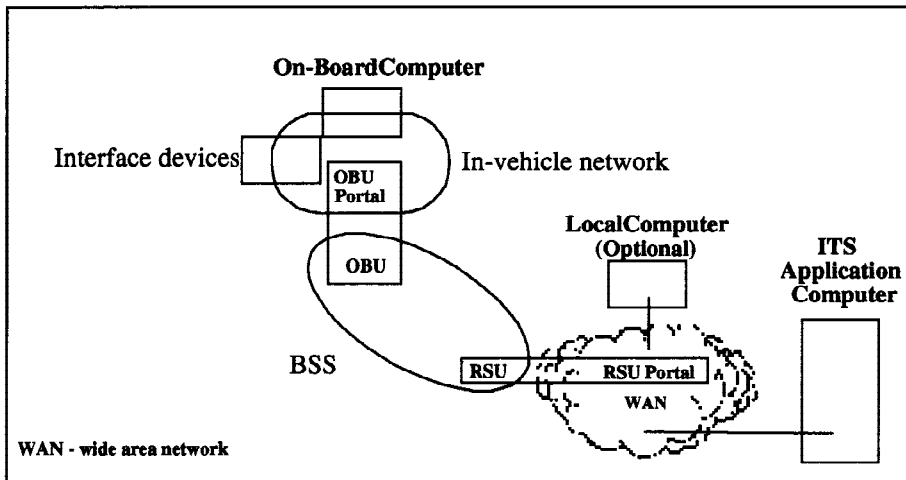 On-BoardComputer
Interface devices
In-vehicle network
OBU
Portal
OBU
LocalComputer
(Optional)
ITS
Application
Computer
BSS
RSU
RSU Portal
WAN
WAN - wide area network